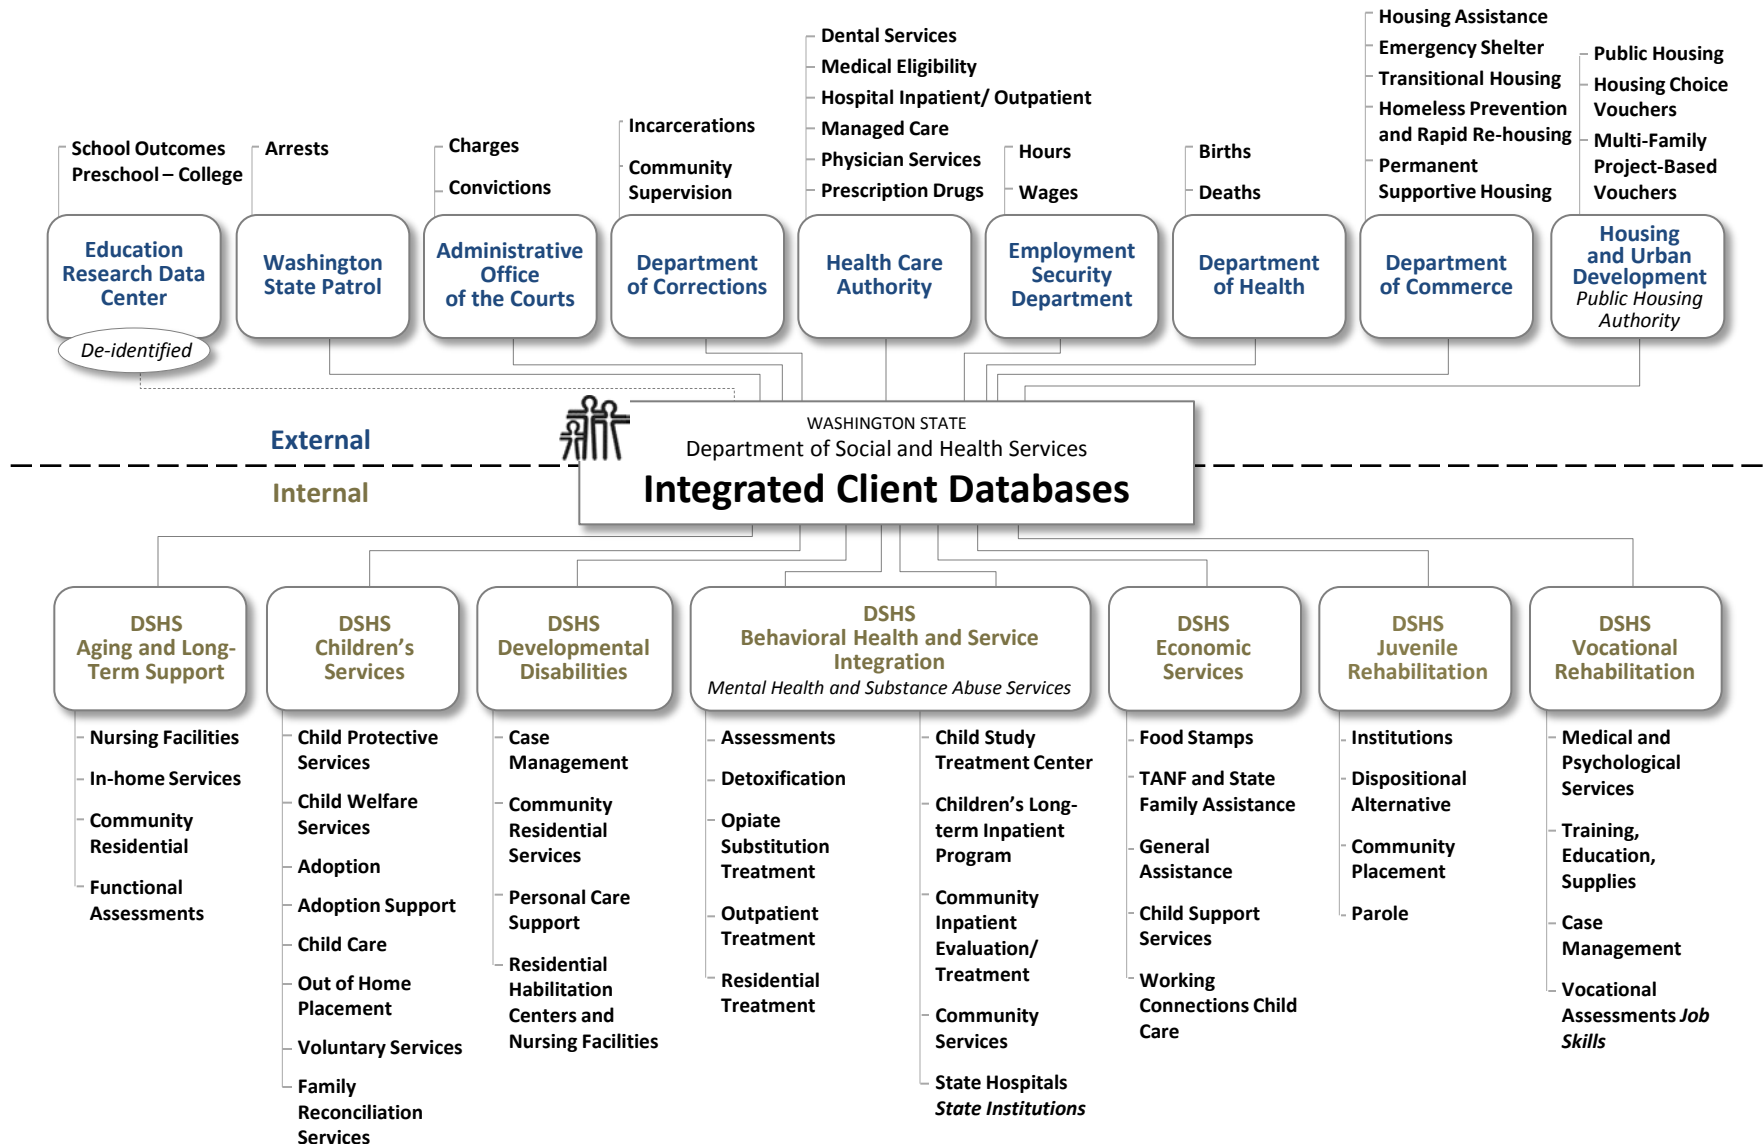 School Outcomes
Preschool – College
Education
Research Data
Center
De-identified
Arrests
Washington
State Patrol
Charges
Convictions
Administrative
Office
of the Courts
Incarcerations
Community
Supervision
Department
of Corrections
Dental Services
Medical Eligibility
Hospital Inpatient/ Outpatient
Managed Care
Physician Services
Prescription Drugs
Health Care
Authority
Hours
Wages
Employment
Security
Department
Births
Deaths
Department
of Health
Housing Assistance
Emergency Shelter
Transitional Housing
Homeless Prevention
and Rapid Re-housing
Permanent
Supportive Housing
Department
of Commerce
Public Housing
Housing Choice
Vouchers
Multi-Family
Project-Based
Vouchers
Housing
and Urban
Development
Public Housing
Authority
External
Internal
WASHINGTON STATE
Department of Social and Health Services
Integrated Client Databases
DSHS
Aging and Long-
Term Support
Nursing Facilities
In-home Services
Community
Residential
Functional
Assessments
DSHS
Children’s
Services
Child Protective
Services
Child Welfare
Services
Adoption
Adoption Support
Child Care
Out of Home
Placement
Voluntary Services
Family
Reconciliation
Services
DSHS
Developmental
Disabilities
Case
Management
Community
Residential
Services
Personal Care
Support
Residential
Habilitation
Centers and
Nursing Facilities
DSHS
Behavioral Health and Service
Integration
Mental Health and Substance Abuse Services
Assessments
Detoxification
Opiate
Substitution
Treatment
Outpatient
Treatment
Residential
Treatment
Child Study
Treatment Center
Children’s Long-
term Inpatient
Program
Community
Inpatient
Evaluation/
Treatment
Community
Services
State Hospitals
State Institutions
DSHS
Economic
Services
Food Stamps
TANF and State
Family Assistance
General
Assistance
Child Support
Services
Working
Connections Child
Care
DSHS
Juvenile
Rehabilitation
Institutions
Dispositional
Alternative
Community
Placement
Parole
DSHS
Vocational
Rehabilitation
Medical and
Psychological
Services
Training,
Education,
Supplies
Case
Management
Vocational
Assessments Job
Skills